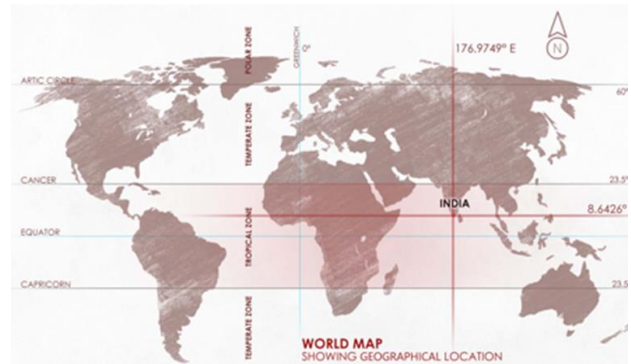 POLAR ZONE
GREENWICH
0°
176.9749° E
N
ARTIC CIRCLE
60°
TEMPERATE ZONE
CANCER
23.5°
INDIA
8.6426°
TROPICAL ZONE
EQUATOR
CAPRICORN
23.5
TEMPERATE ZONE
WORLD MAP
SHOWING GEOGRAPHICAL LOCATION